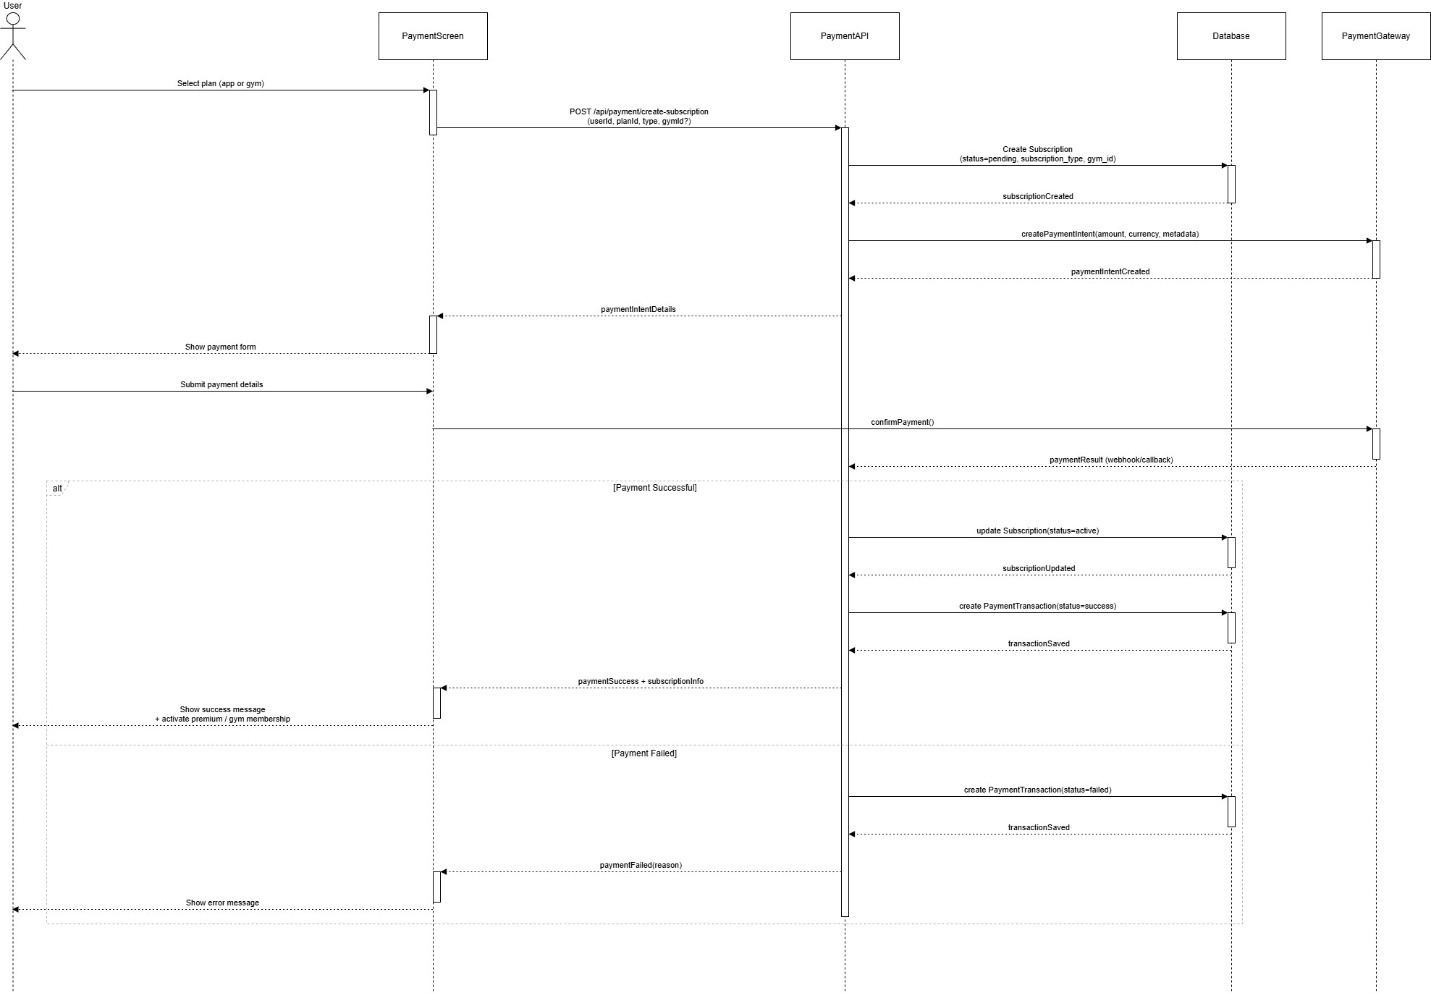 User
PaymentScreen
PaymentAPI
Database
PaymentGateway
Select plan (app or gym)
POST /api/payment/create-subscription
(userId, planId, type, gymId?)
Create Subscription
(status=pending, subscription_type, gym_id)
subscriptionCreated
createPaymentIntent(amount, currency, metadata)
paymentIntentCreated
paymentIntentDetails
Show payment form
Submit payment details
confirmPayment()
paymentResult (webhook/callback)
alt
[Payment Successful]
update Subscription(status=active)
subscriptionUpdated
create PaymentTransaction(status=success)
transactionSaved
paymentSuccess + subscriptionInfo
Show success message
+ activate premium / gym membership
[Payment Failed]
create PaymentTransaction(status=failed)
transactionSaved
paymentFailed(reason)
Show error message